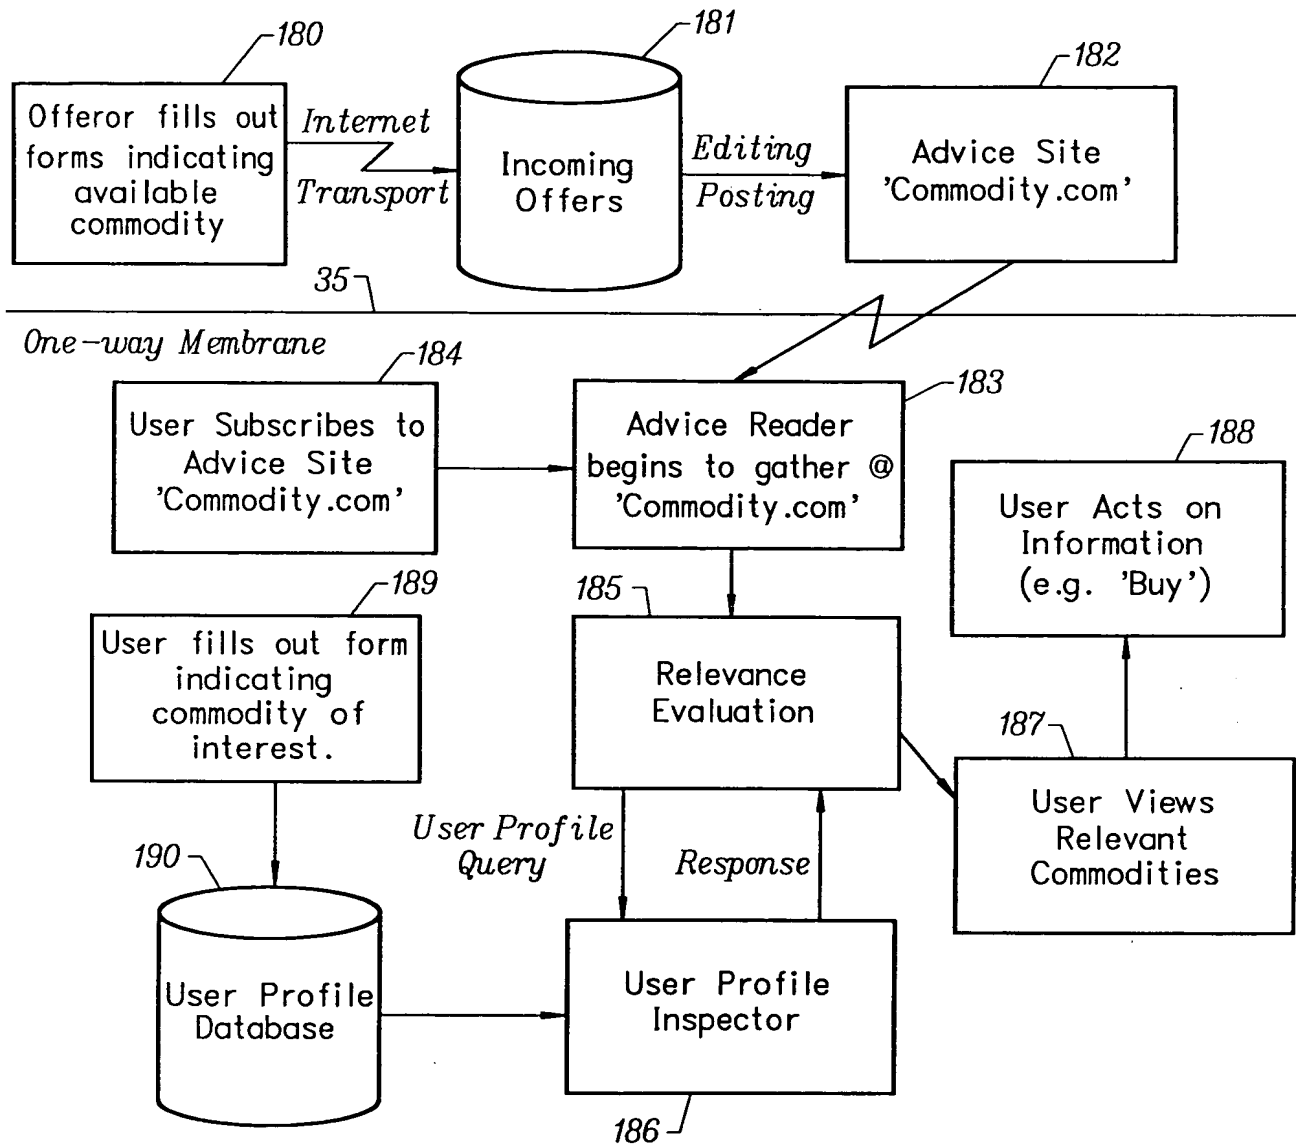 180
Offeror fills out
forms indicating
available
commodity
Internet
Transport
181
Incoming
Offers
Editing
Posting
182
Advice Site
'Commodity.com'
35
One-way Membrane
184
User Subscribes to
Advice Site
'Commodity.com'
183
Advice Reader
begins to gather @
'Commodity.com'
188
User Acts on
Information
(e.g. 'Buy')
189
User fills out form
indicating
commodity of
interest.
185
Relevance
Evaluation
187
User Views
Relevant
Commodities
User Profile
Query
Response
190
User Profile
Database
User Profile
Inspector
186